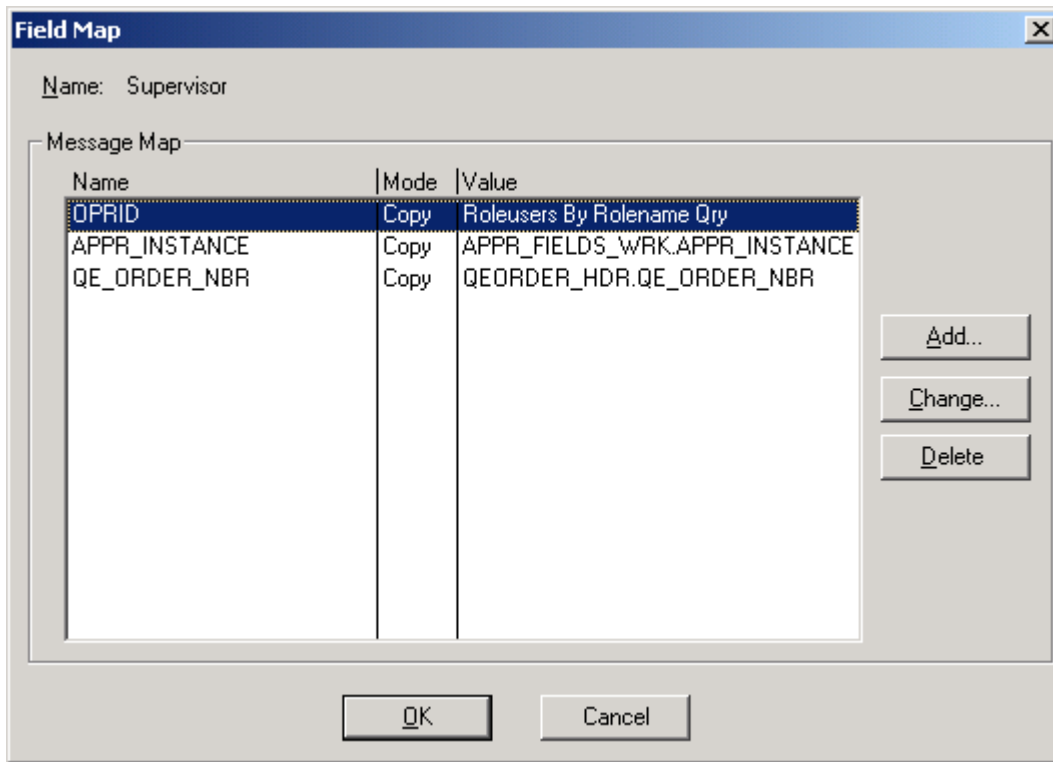 Field Map
Name: Supervisor
Message Map
Name Mode Value
OPRID Copy Roleusers By Rolename Qry
APPR_INSTANCE Copy APPR_FIELDS_WRK.APPR_INSTANCE
QE_ORDER_NBR Copy QEORDER_HDR.QE_ORDER_NBR
Add...
Change...
Delete
OK Cancel